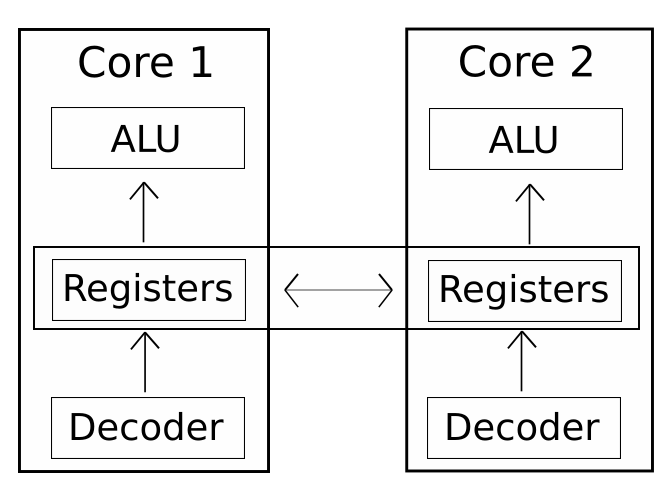 Core 1
ALU
Registers
Decoder
Core 2
ALU
Registers
Decoder